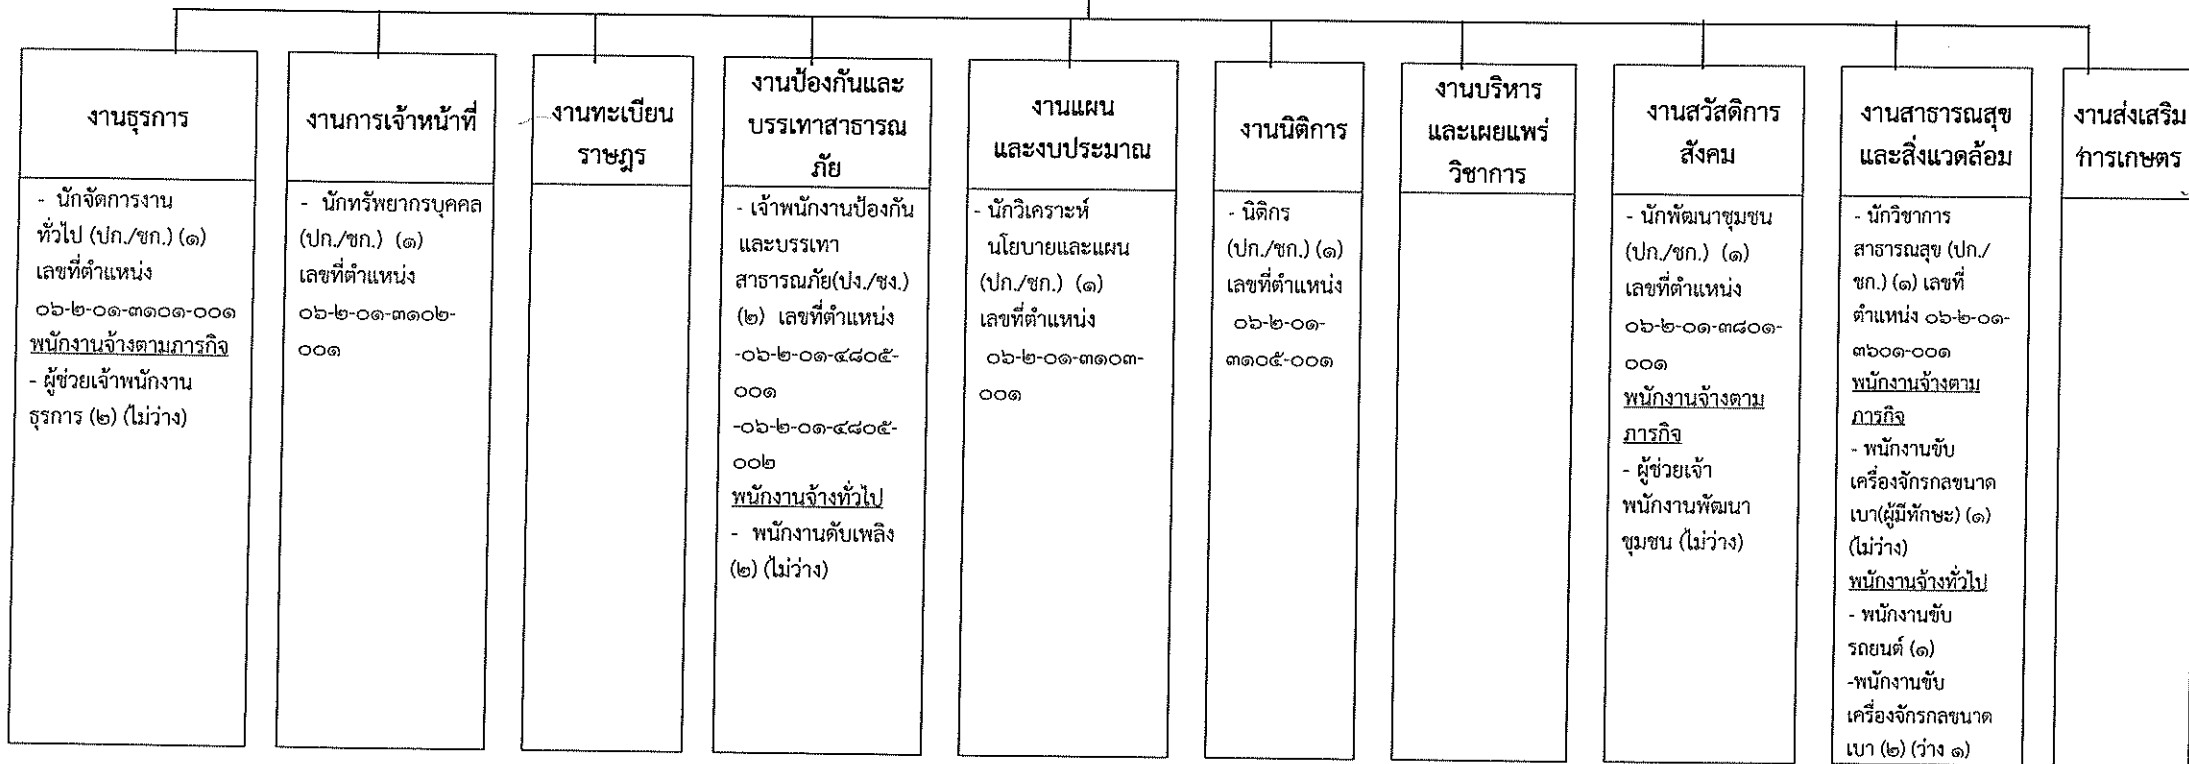 งานธุรการ
- นักจัดการงาน
ทั่วไป (ปก./ชก.) (๑)
เลขที่ตำแหน่ง
๐๖-๒-๐๑-๓๑๐๑-๐๐๑
พนักงานจ้างตามภารกิจ
- ผู้ช่วยเจ้าพนักงาน
ธุรการ (๒) (ไม่ว่าง)
งานการเจ้าหน้าที่
- นักทรัพยากรบุคคล
(ปก./ชก.) (๑)
เลขที่ตำแหน่ง
๐๖-๒-๐๑-๓๑๐๒-
๐๐๑
งานทะเบียน
ราษฎร
งานป้องกันและ
บรรเทาสาธารณ
ภัย
- เจ้าพนักงานป้องกัน
และบรรเทา
สาธารณภัย(ปง./ชง.)
(๒) เลขที่ตำแหน่ง
-๐๖-๒-๐๑-๔๘๐๕-
๐๐๑
-๐๖-๒-๐๑-๔๘๐๕-
๐๐๒
พนักงานจ้างทั่วไป
- พนักงานดับเพลิง
(๒) (ไม่ว่าง)
งานแผน
และงบประมาณ
- นักวิเคราะห์
นโยบายและแผน
(ปก./ชก.) (๑)
เลขที่ตำแหน่ง
๐๖-๒-๐๑-๓๑๐๓-
๐๐๑
งานนิติการ
- นิติกร
(ปก./ชก.) (๑)
เลขที่ตำแหน่ง
๐๖-๒-๐๑-
๓๑๐๕-๐๐๑
งานบริหาร
และเผยแพร่
วิชาการ
งานสวัสดิการ
สังคม
- นักพัฒนาชุมชน
(ปก./ชก.) (๑)
เลขที่ตำแหน่ง
๐๖-๒-๐๑-๓๘๐๑-
๐๐๑
พนักงานจ้างตาม
ภารกิจ
- ผู้ช่วยเจ้า
พนักงานพัฒนา
ชุมชน (ไม่ว่าง)
งานสาธารณสุข
และสิ่งแวดล้อม
- นักวิชาการ
สาธารณสุข (ปก./
ชก.) (๑) เลขที่
ตำแหน่ง ๐๖-๒-๐๑-
๓๖๐๑-๐๐๑
พนักงานจ้างตาม
ภารกิจ
- พนักงานขับ
เครื่องจักรกลขนาด
เบา(ผู้มีทักษะ) (๑)
(ไม่ว่าง)
พนักงานจ้างทั่วไป
- พนักงานขับ
รถยนต์ (๑)
-พนักงานขับ
เครื่องจักรกลขนาด
เบา (๒) (ว่าง ๑)
งานส่งเสริม
การเกษตร